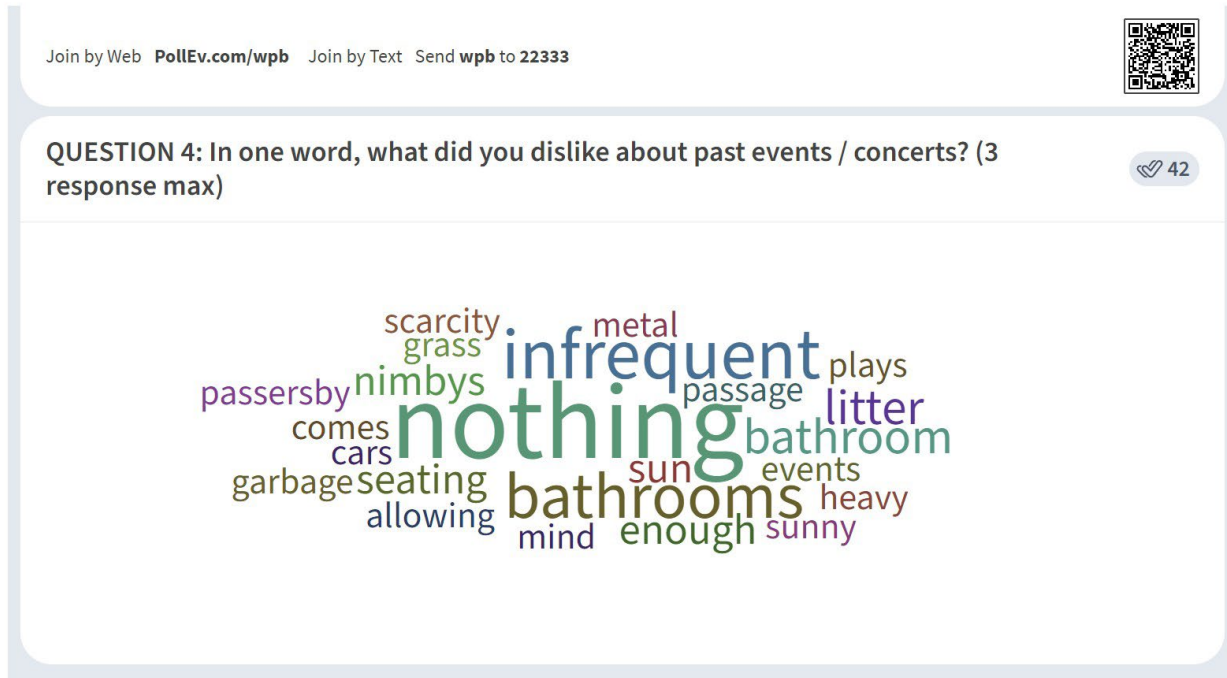 Join by Web PollEv.com/wpb Join by Text Send wpb to 22333
QUESTION 4: In one word, what did you dislike about past events / concerts? (3
response max)
42
scarcity
metal
grass
infrequent
plays
passersby
nimbys
passage
litter
comes
nothing
bathroom
cars
sun
events
garbage
seating
bathrooms
heavy
allowing
mind
enough
sunny